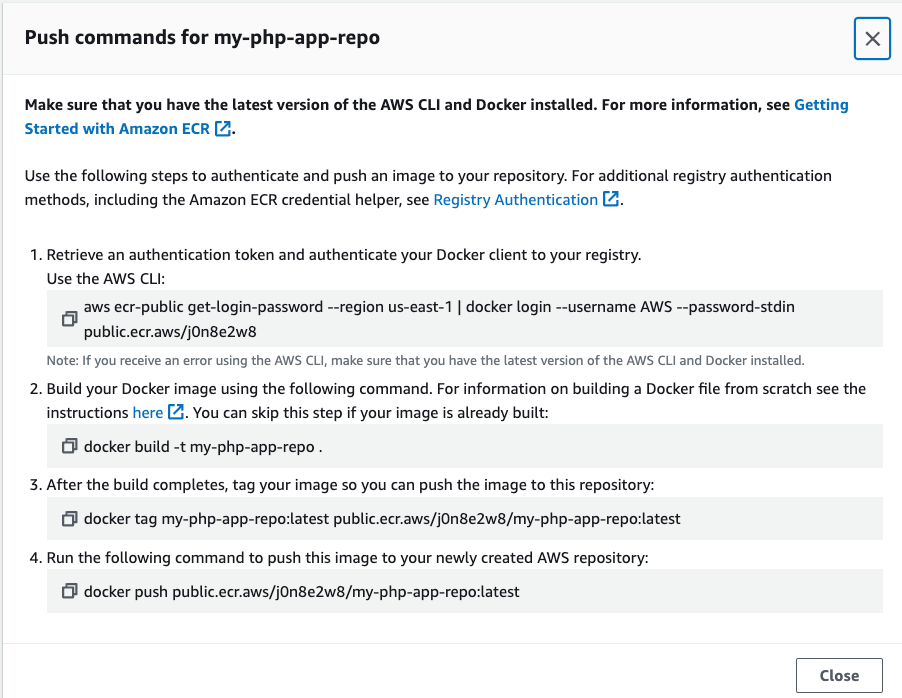 Push commands for my-php-app-repo
Make sure that you have the latest version of the AWS CLI and Docker installed. For more information, see Getting
Started with Amazon ECR.
Use the following steps to authenticate and push an image to your repository. For additional registry authentication
methods, including the Amazon ECR credential helper, see Registry Authentication.
1. Retrieve an authentication token and authenticate your Docker client to your registry.
Use the AWS CLI:
aws ecr-public get-login-password --region us-east-1 | docker login --username AWS --password-stdin
public.ecr.aws/j0n8e2w8
Note: If you receive an error using the AWS CLI, make sure that you have the latest version of the AWS CLI and Docker installed.
2. Build your Docker image using the following command. For information on building a Docker file from scratch see the
instructions here. You can skip this step if your image is already built:
docker build -t my-php-app-repo .
3. After the build completes, tag your image so you can push the image to this repository:
docker tag my-php-app-repo:latest public.ecr.aws/j0n8e2w8/my-php-app-repo:latest
4. Run the following command to push this image to your newly created AWS repository:
docker push public.ecr.aws/j0n8e2w8/my-php-app-repo:latest
Close